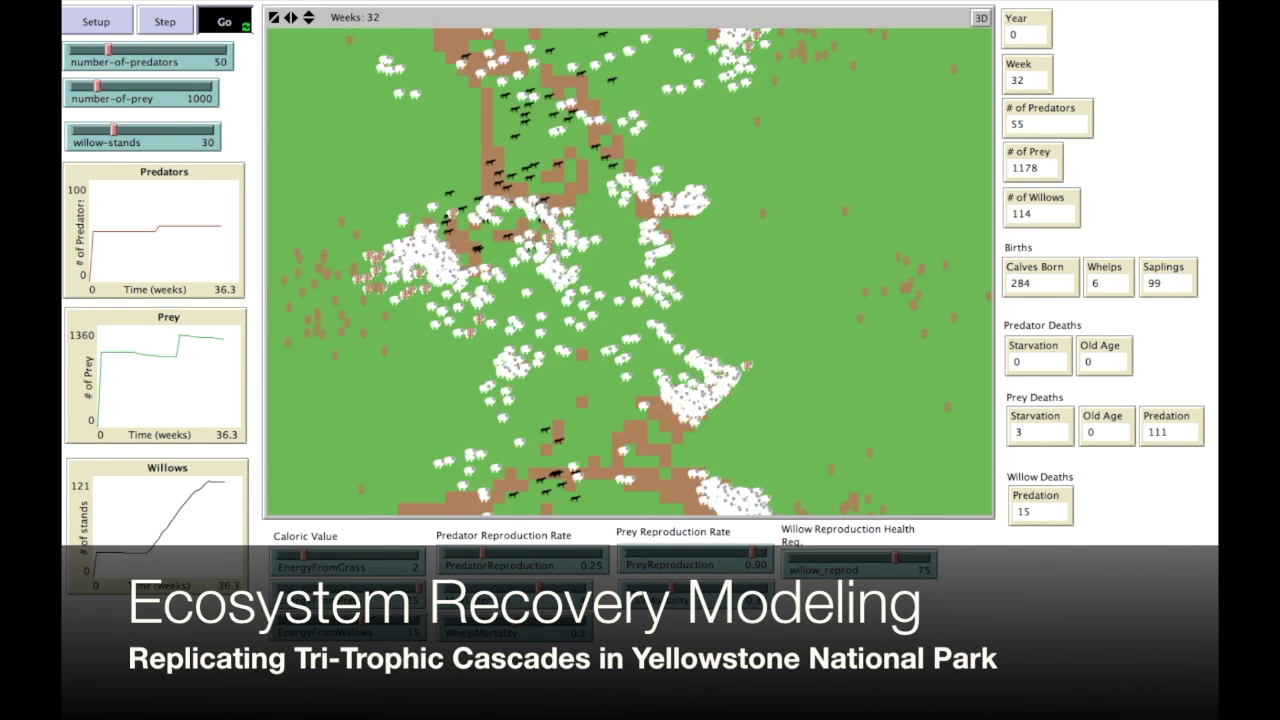 Setup
Step
Go
Weeks: 32
3D
number-of-predators 50
number-of-prey 1000
willow-stands 30
Predators
100
# of Predators
0
0 Time (weeks) 36.3
Prey
1360
# of Prey
0
0 Time (weeks) 36.3
Willows
121
# of stands
0
0 Time (weeks) 36.3
Year
0
Week
32
# of Predators
55
# of Prey
1178
# of Willows
114
Births
Calves Born Whelps Saplings
284 6 99
Predator Deaths
Starvation Old Age
0 0
Prey Deaths
Starvation Old Age Predation
3 0 111
Willow Deaths
Predation
15
Caloric Value
EnergyFromGrass 2
EnergyFromWillows 15
Predator Reproduction Rate
PredatorReproduction 0.25
WhelpMortality 0.5
Prey Reproduction Rate
PreyReproduction 0.90
Willow Reproduction Health
Req.
willow_reprod 75
Ecosystem Recovery Modeling
Replicating Tri-Trophic Cascades in Yellowstone National Park